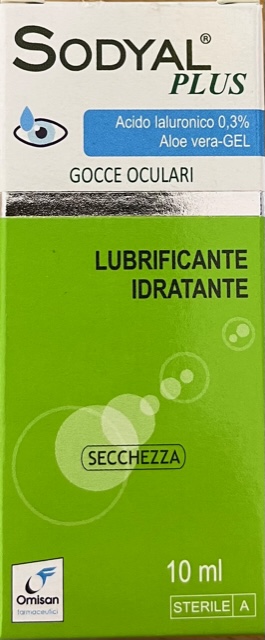 SODYAL®
PLUS
Acido Ialuronico 0,3%
Aloe vera-GEL
GOCCE OCULARI
LUBRIFICANTE
IDRATANTE
SECCHEZZA
10 ml
Omisan
farmaceutici
STERILE A